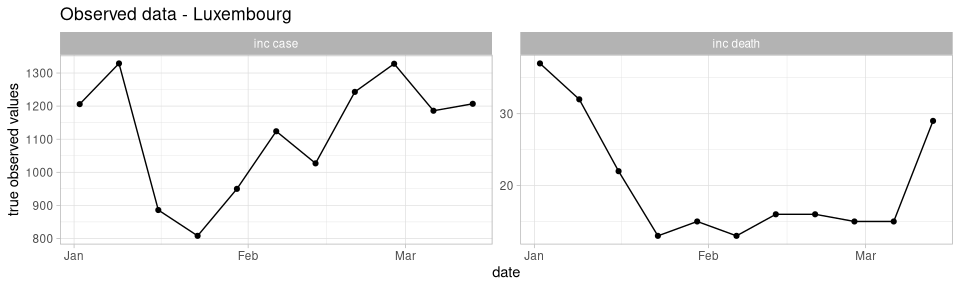 Observed data - Luxembourg
inc case
inc death
true observed values
1300
1200
1100
1000
900
800
30
20
Jan
Feb
Mar
Jan
Feb
Mar
date